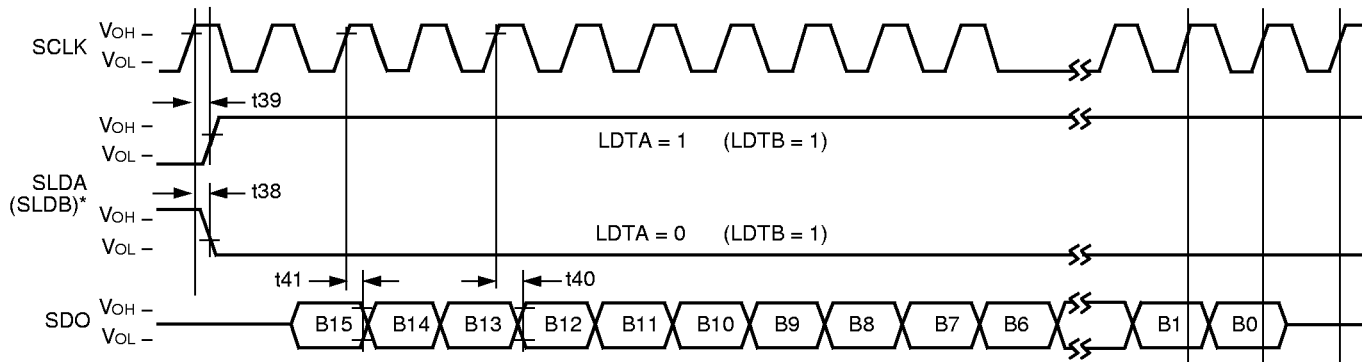 SCLK
VOH
VOL
t39
VOH
VOL
LDTA = 1 (LDTB = 1)
SLDA
(SLDB)*
t38
VOH
VOL
LDTA = 0 (LDTB = 1)
t41
t40
SDO
VOH
VOL
B15 B14 B13 B12 B11 B10 B9 B8 B7 B6 B1 B0